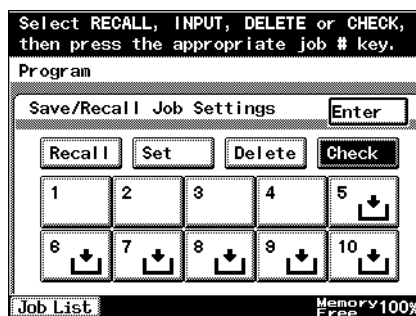 Select RECALL, INPUT, DELETE or CHECK,
then press the appropriate job # key.
Program
Save/Recall Job Settings Enter
Recall Set Delete Check
1 2 3 4 5
6 7 8 9 10
Job List Memory Free 100%